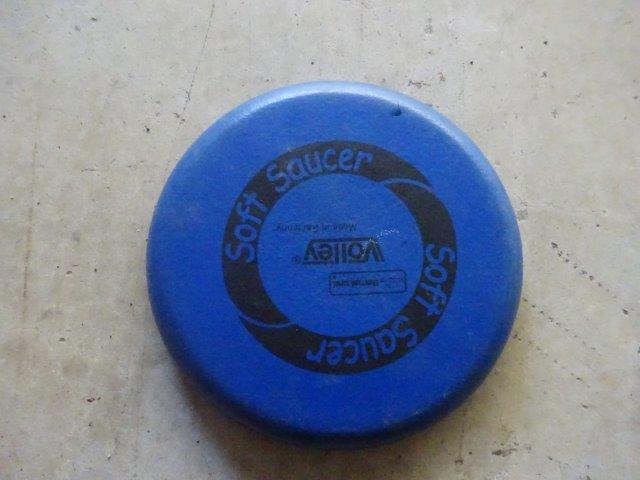 Soft Saucer
Soft Saucer
Volley®
Made in Germany